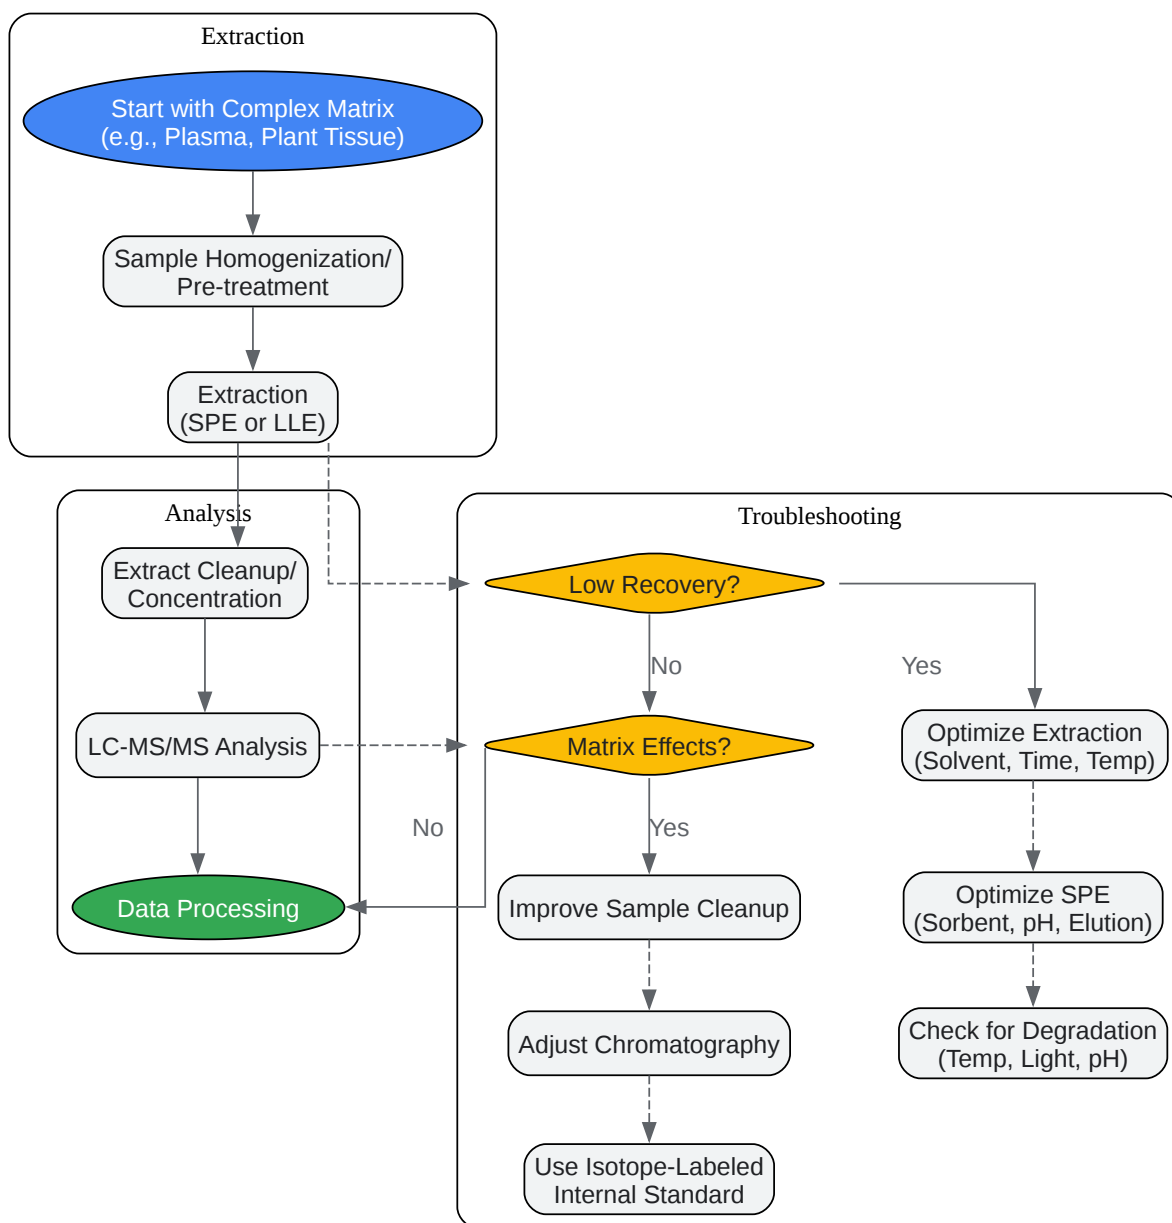 Extraction
Start with Complex Matrix
(e.g., Plasma, Plant Tissue)
Sample Homogenization/
Pre-treatment
Extraction
(SPE or LLE)
Analysis
Extract Cleanup/
Concentration
LC-MS/MS Analysis
Data Processing
Troubleshooting
Low Recovery?
No
Yes
Matrix Effects?
No
Yes
Improve Sample Cleanup
Adjust Chromatography
Use Isotope-Labeled
Internal Standard
Optimize Extraction
(Solvent, Time, Temp)
Optimize SPE
(Sorbent, pH, Elution)
Check for Degradation
(Temp, Light, pH)